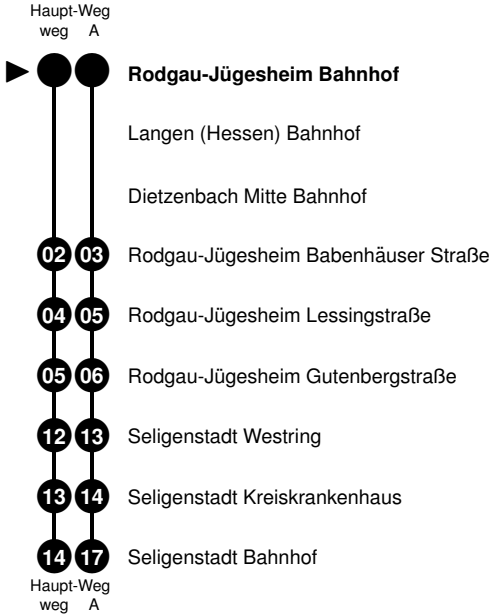 Haupt-Weg
weg A
Rodgau-Jügesheim Bahnhof
Langen (Hessen) Bahnhof
Dietzenbach Mitte Bahnhof
02 03 Rodgau-Jügesheim Babenhäuser Straße
04 05 Rodgau-Jügesheim Lessingstraße
05 06 Rodgau-Jügesheim Gutenbergstraße
12 13 Seligenstadt Westring
13 14 Seligenstadt Kreiskrankenhaus
14 17 Seligenstadt Bahnhof
Haupt-Weg
weg A